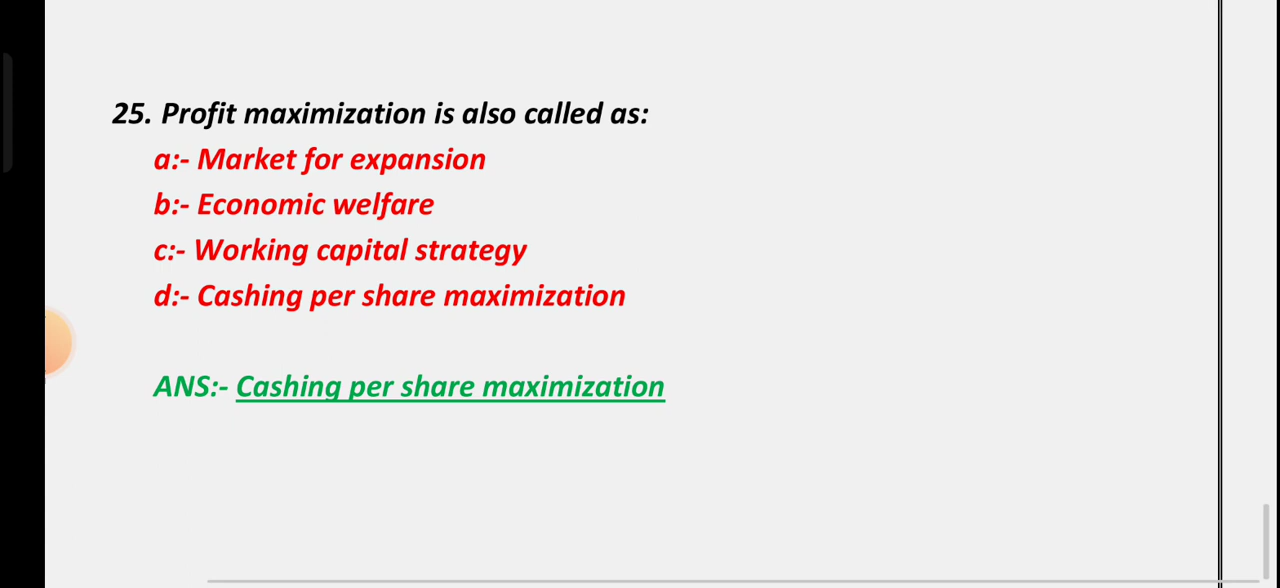 25. Profit maximization is also called as:
a:- Market for expansion
b:- Economic welfare
c:- Working capital strategy
d:- Cashing per share maximization
ANS:- Cashing per share maximization